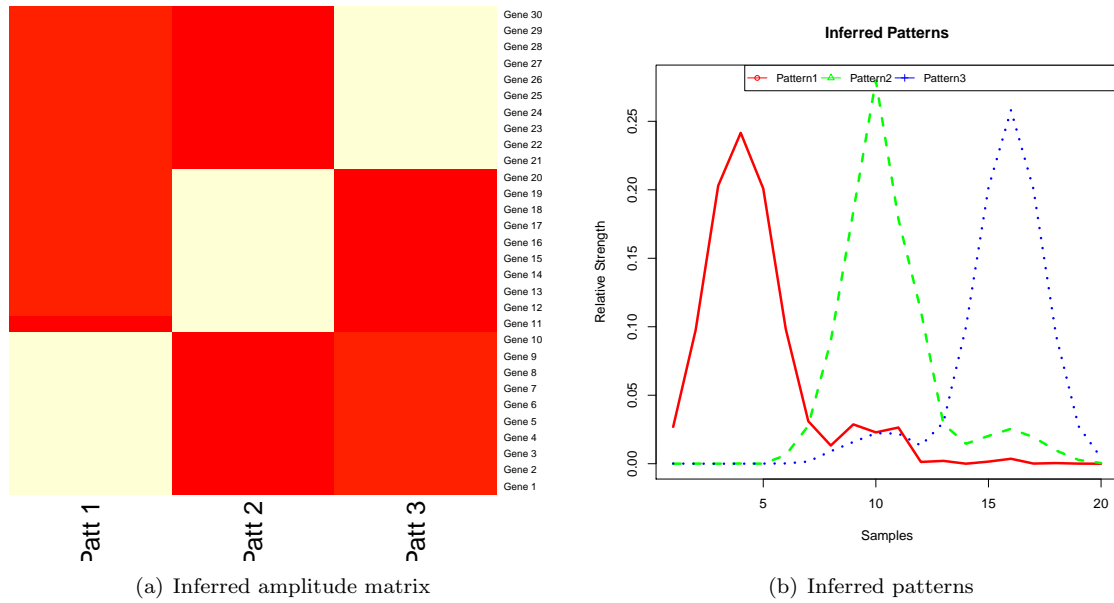 Gene 30
Gene 29
Gene 28
Gene 27
Gene 26
Gene 25
Gene 24
Gene 23
Gene 22
Gene 21
Gene 20
Gene 19
Gene 18
Gene 17
Gene 16
Gene 15
Gene 14
Gene 13
Gene 12
Gene 11
Gene 10
Gene 9
Gene 8
Gene 7
Gene 6
Gene 5
Gene 4
Gene 3
Gene 2
Gene 1
Patt 1
Patt 2
Patt 3
(a) Inferred amplitude matrix
Inferred Patterns
Pattern1 Pattern2 Pattern3
Relative Strength
0.25
0.20
0.15
0.10
0.05
0.00
5 10 15 20
Samples
(b) Inferred patterns